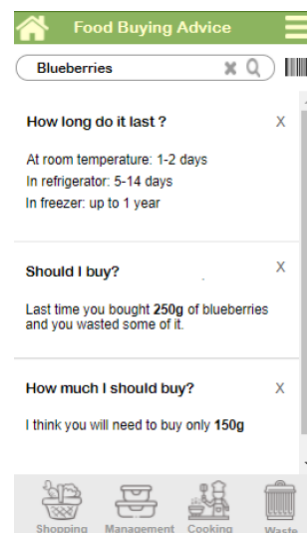 Food Buying Advice
Blueberries
How long do it last ?
X
At room temperature: 1-2 days
In refrigerator: 5-14 days
In freezer: up to 1 year
Should I buy?
X
Last time you bought 250g of blueberries
and you wasted some of it.
How much I should buy?
X
I think you will need to buy only 150g
Shopping Management Cooking Waste